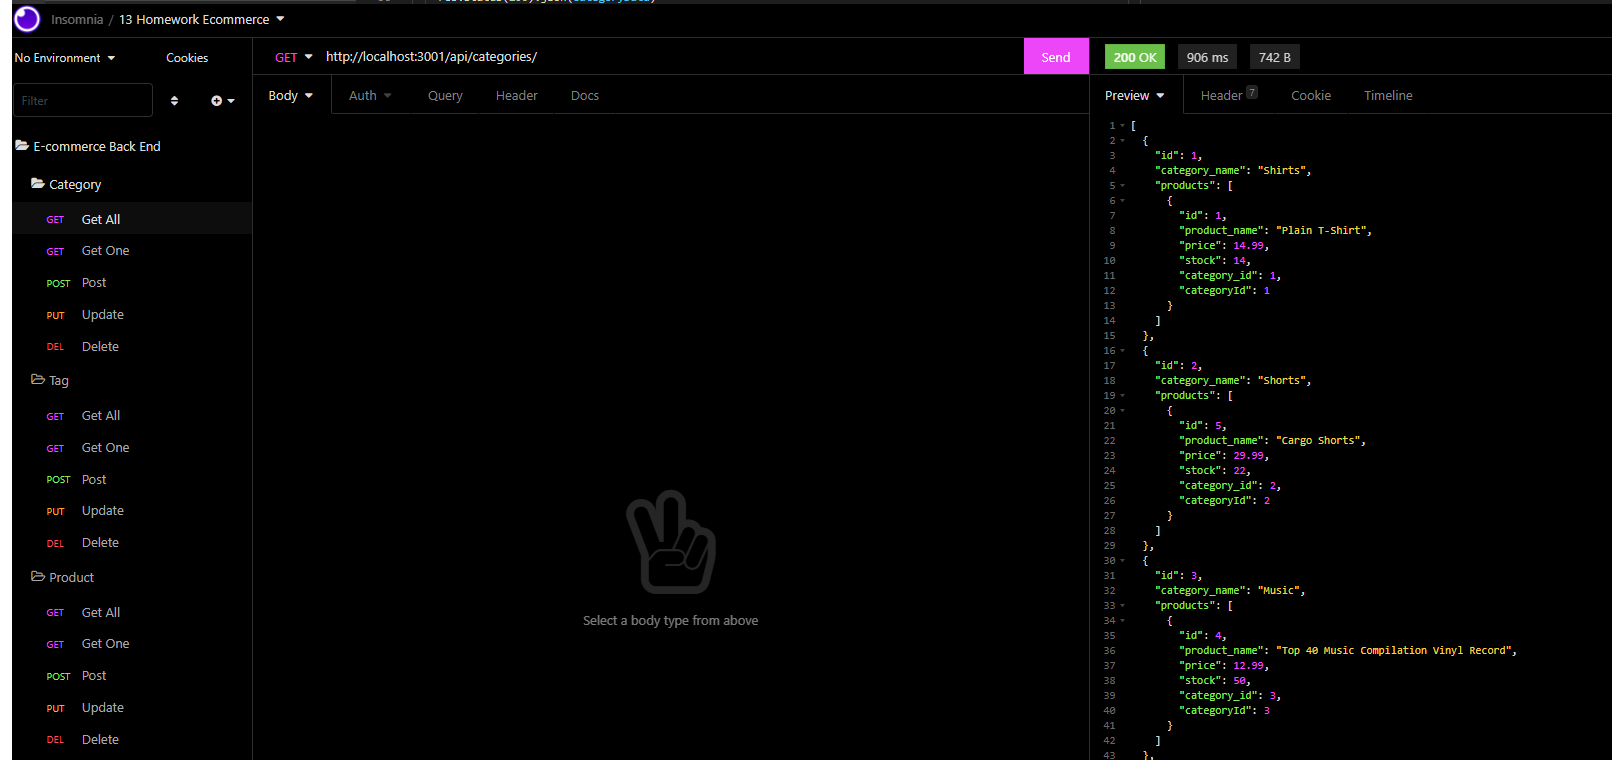 Insomnia / 13 Homework Ecommerce
No Environment
Cookies
Filter
E-commerce Back End
Category
GET Get All
GET Get One
POST Post
PUT Update
DEL Delete
Tag
GET Get All
GET Get One
POST Post
PUT Update
DEL Delete
Product
GET Get All
GET Get One
POST Post
PUT Update
DEL Delete
GET http://localhost:3001/api/categories/ Send
Body Auth Query Header Docs
Select a body type from above
200 OK 906 ms 742 B
Preview Header 7 Cookie Timeline
1 [
2 {
3 "id": 1,
4 "category_name": "Shirts",
5 "products": [
6 {
7 "id": 1,
8 "product_name": "Plain T-Shirt",
9 "price": 14.99,
10 "stock": 14,
11 "category_id": 1,
12 "categoryId": 1
13 }
14 ]
15 },
16 {
17 "id": 2,
18 "category_name": "Shorts",
19 "products": [
20 {
21 "id": 5,
22 "product_name": "Cargo Shorts",
23 "price": 29.99,
24 "stock": 22,
25 "category_id": 2,
26 "categoryId": 2
27 }
28 ]
29 },
30 {
31 "id": 3,
32 "category_name": "Music",
33 "products": [
34 {
35 "id": 4,
36 "product_name": "Top 40 Music Compilation Vinyl Record",
37 "price": 12.99,
38 "stock": 50,
39 "category_id": 3,
40 "categoryId": 3
41 }
42 ]
43 },